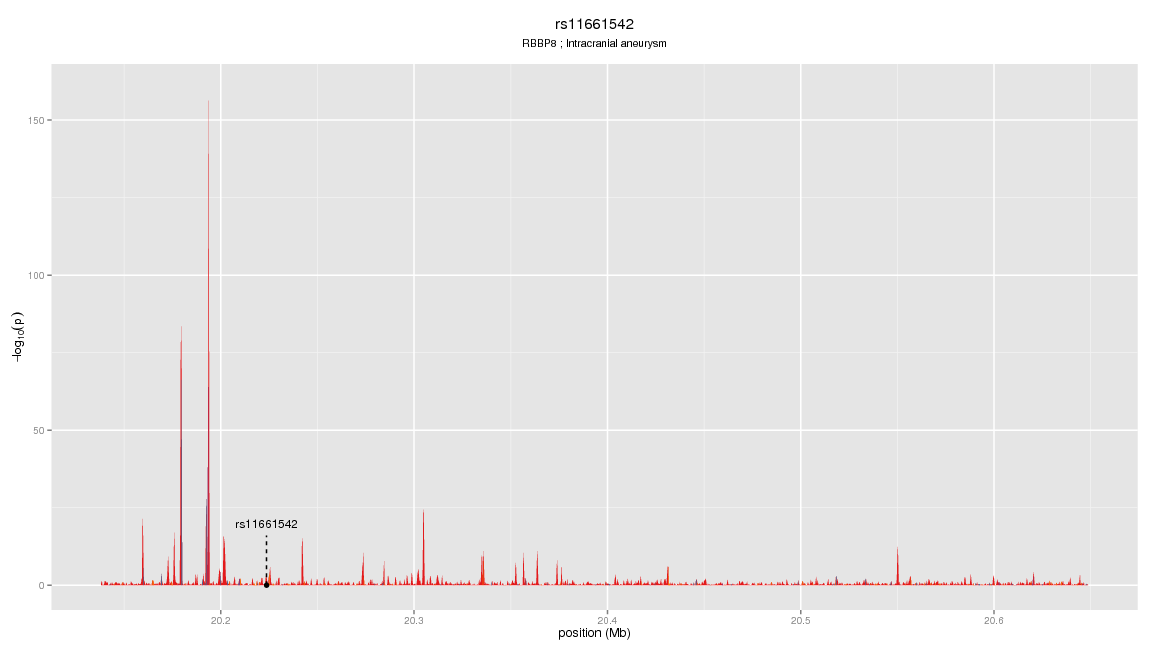 rs11661542
RBBP8 ; Intracranial aneurysm
150
100
50
0
−log10(p)
rs11661542
20.2
20.3
20.4
20.5
20.6
position (Mb)